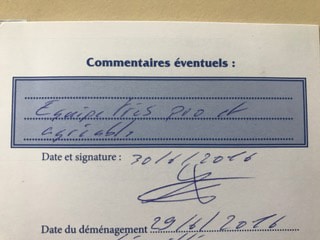 Commentaires éventuels :
Equipe très pro et
agréable
Date et signature : 30/6/2016
Date du déménagement 29/6/2016